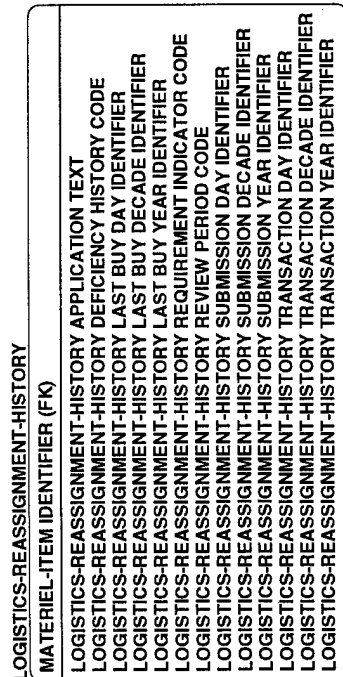 LOGISTICS-REASSIGNMENT-HISTORY
MATERIEL-ITEM IDENTIFIER (FK)
LOGISTICS-REASSIGNMENT-HISTORY APPLICATION TEXT
LOGISTICS-REASSIGNMENT-HISTORY DEFICIENCY HISTORY CODE
LOGISTICS-REASSIGNMENT-HISTORY LAST BUY DAY IDENTIFIER
LOGISTICS-REASSIGNMENT-HISTORY LAST BUY DECADE IDENTIFIER
LOGISTICS-REASSIGNMENT-HISTORY LAST BUY YEAR IDENTIFIER
LOGISTICS-REASSIGNMENT-HISTORY REQUIREMENT INDICATOR CODE
LOGISTICS-REASSIGNMENT-HISTORY REVIEW PERIOD CODE
LOGISTICS-REASSIGNMENT-HISTORY SUBMISSION DAY IDENTIFIER
LOGISTICS-REASSIGNMENT-HISTORY SUBMISSION DECADE IDENTIFIER
LOGISTICS-REASSIGNMENT-HISTORY SUBMISSION YEAR IDENTIFIER
LOGISTICS-REASSIGNMENT-HISTORY TRANSACTION DAY IDENTIFIER
LOGISTICS-REASSIGNMENT-HISTORY TRANSACTION DECADE IDENTIFIER
LOGISTICS-REASSIGNMENT-HISTORY TRANSACTION YEAR IDENTIFIER